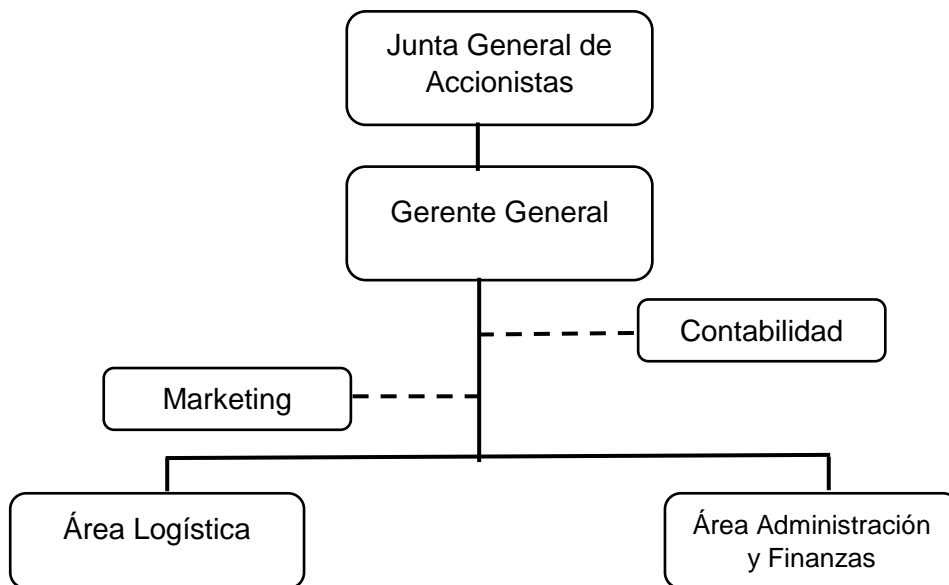 Junta General de
Accionistas
Gerente General
Contabilidad
Marketing
Área Logística
Área Administración
y Finanzas